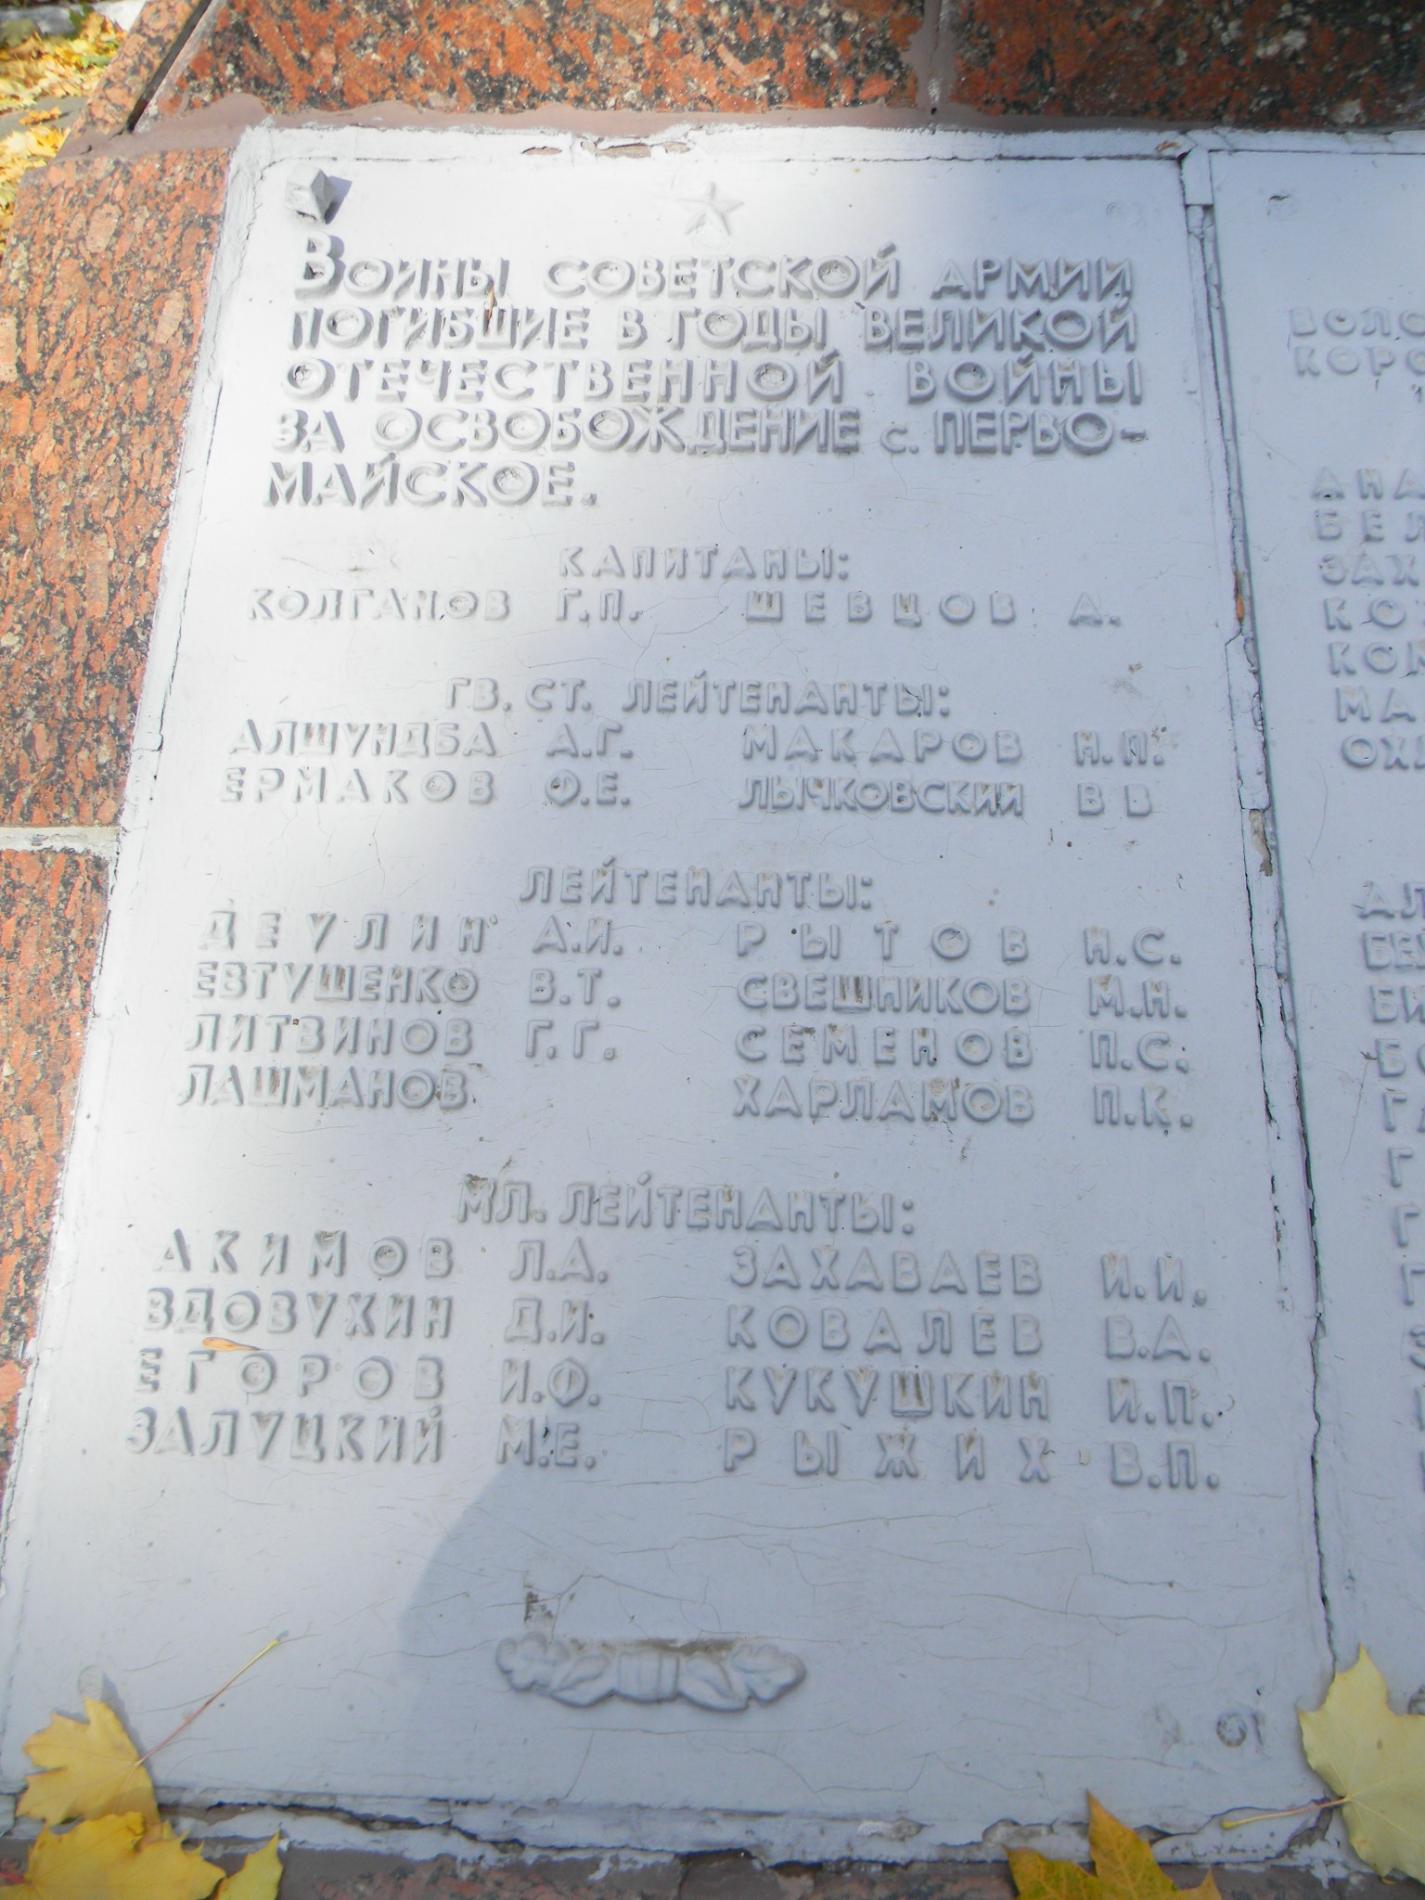 ВОИНЫ СОВЕТСКОЙ АРМИИ
ПОГИБШИЕ В ГОДЫ ВЕЛИКОЙ
ОТЕЧЕСТВЕННОЙ ВОЙНЫ
ЗА ОСВОБОЖДЕНИЕ С. ПЕРВО-
МАЙСКОЕ.
КАПИТАНЫ:
КОЛГАНОВ Г.П. ШЕВЦОВ А.
ГВ. СТ. ЛЕЙТЕНАНТЫ:
АЛШУНДБА А.Г. МАКАРОВ Н.П.
ЕРМАКОВ Ф.Е. ЛЫЧКОВСКИЙ В В
ЛЕЙТЕНАНТЫ:
ДЕУЛИН А.И. РЫТОВ Н.С.
ЕВТУШЕНКО В.Т. СВЕШНИКОВ М.Н.
ЛИТВИНОВ Г.Г. СЕМЕНОВ П.С.
ЛАШМАНОВ ХАРЛАМОВ П.К.
МЛ. ЛЕЙТЕНАНТЫ:
АКИМОВ Л.А. ЗАХАВАЕВ И.И.
ВДОВУХИН Д.И. КОВАЛЕВ В.А.
ЕГОРОВ И.Ф. КУКУШКИН И.П.
ЗАЛУЦКИЙ М.Е. РЫЖИХ В.П.